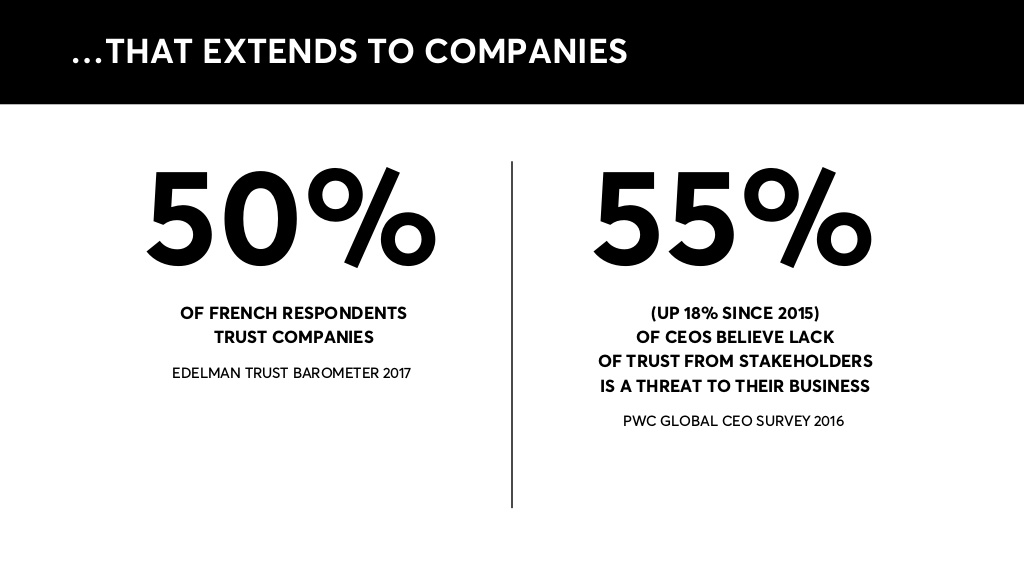 ...THAT EXTENDS TO COMPANIES
50%
OF FRENCH RESPONDENTS
TRUST COMPANIES
EDELMAN TRUST BAROMETER 2017
55%
(UP 18% SINCE 2015)
OF CEOS BELIEVE LACK
OF TRUST FROM STAKEHOLDERS
IS A THREAT TO THEIR BUSINESS
PWC GLOBAL CEO SURVEY 2016